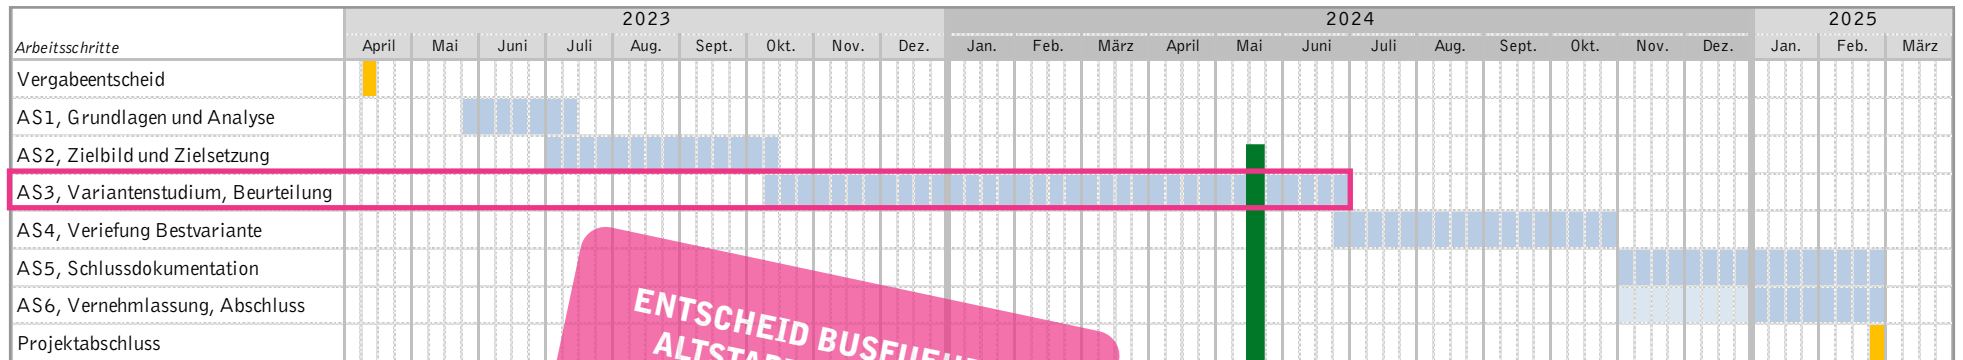 2023 2024 2025
Arbeitsschritte April Mai Juni Juli Aug. Sept. Okt. Nov. Dez. Jan. Feb. März April Mai Juni Juli Aug. Sept. Okt. Nov. Dez. Jan. Feb. März
Vergabeentscheid
AS1, Grundlagen und Analyse
AS2, Zielbild und Zielsetzung
AS3, Variantenstudium, Beurteilung
AS4, Veriefung Bestvariante
AS5, Schlussdokumentation
AS6, Vernehmlassung, Abschluss
Projektabschluss
ENTSCHEID